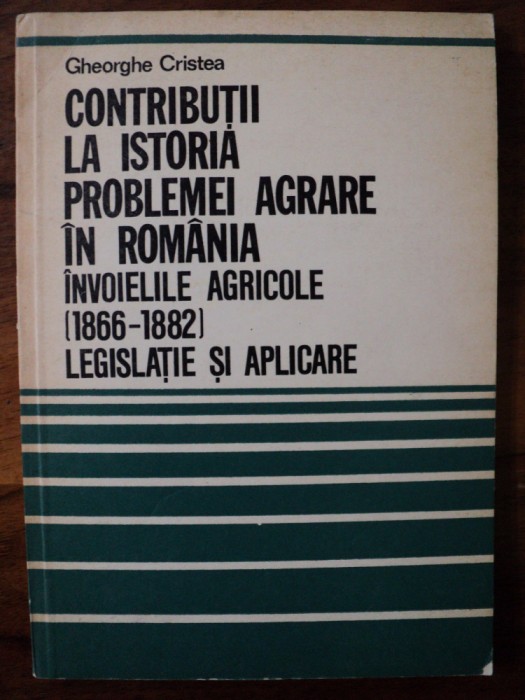 Gheorghe Cristea
CONTRIBUȚII
LA ISTORIA
PROBLEMEI AGRARE
ÎN ROMÂNIA
ÎNVOIELILE AGRICOLE
(1866-1882)
LEGISLAȚIE ȘI APLICARE